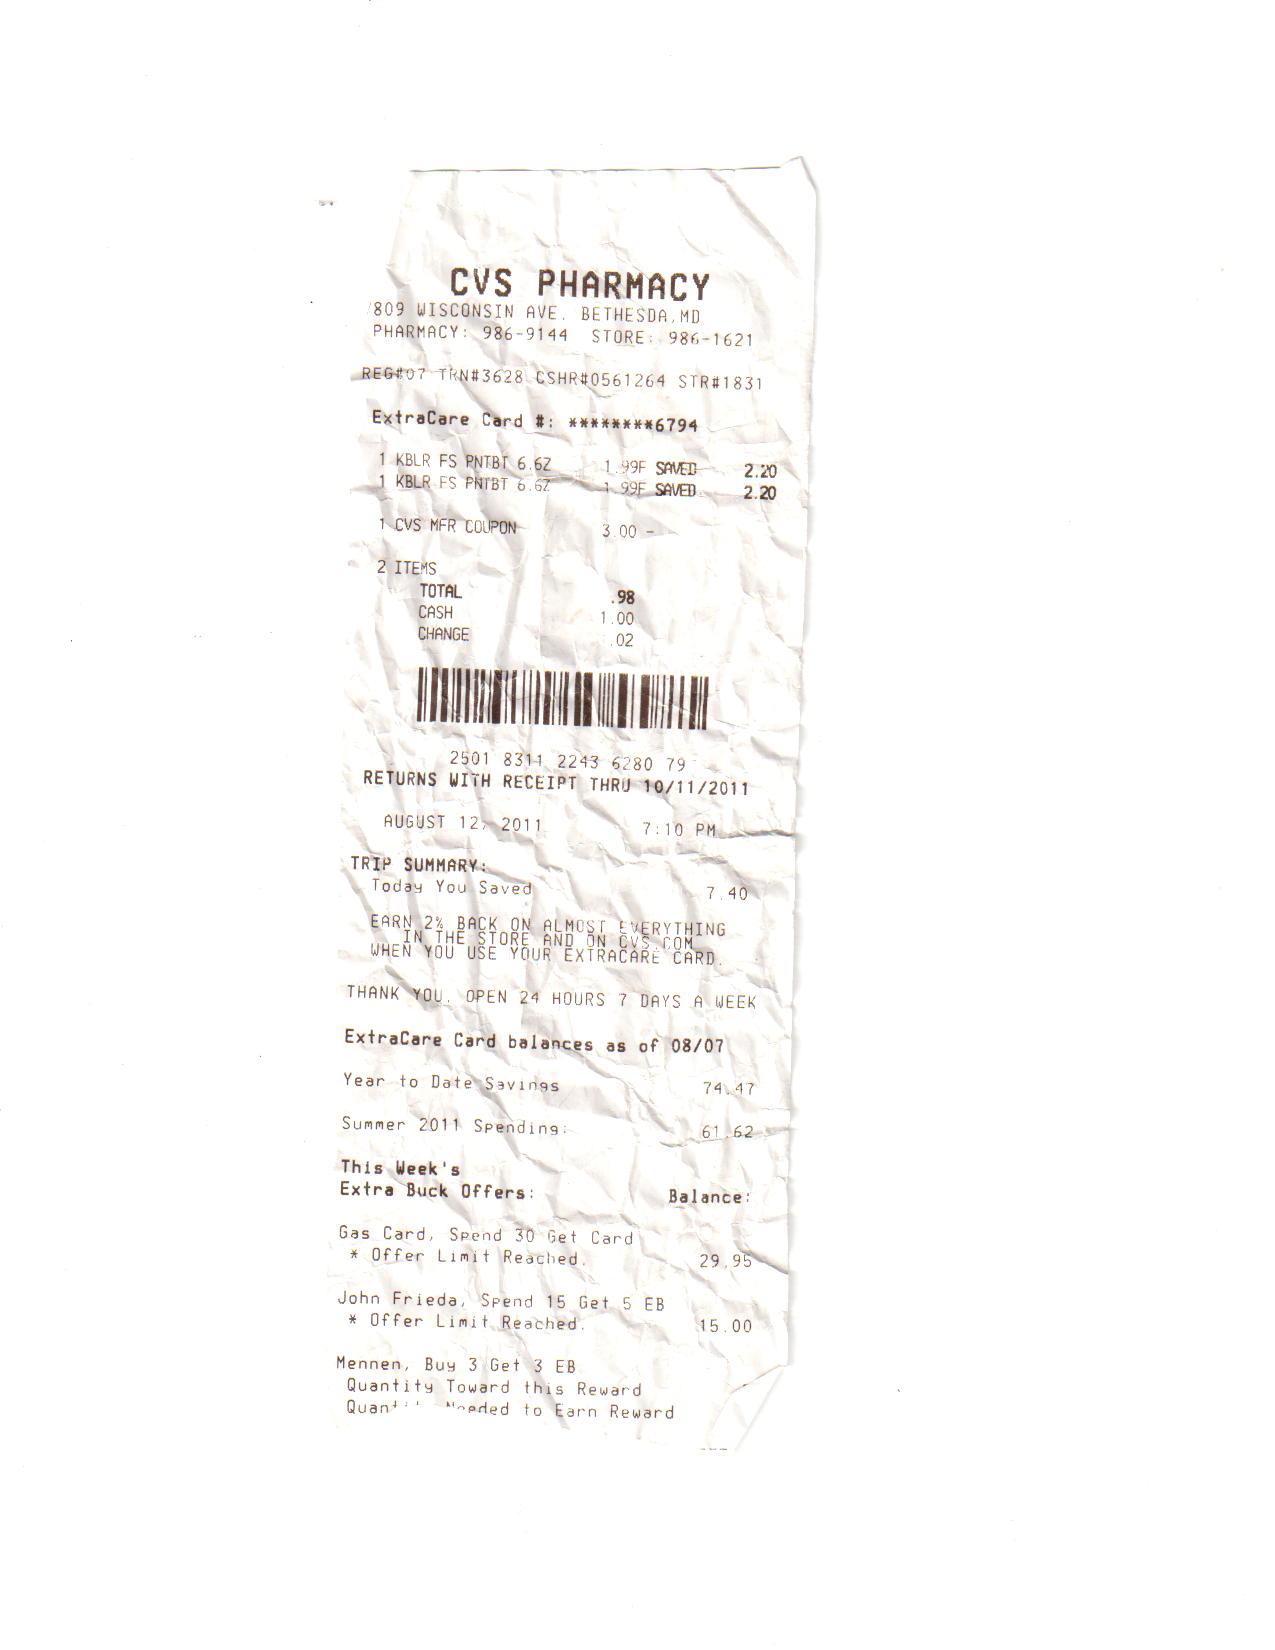 CVS PHARMACY
809 WISCONSIN AVE. BETHESDA,MD
PHARMACY: 986-9144 STORE: 986-1621
REG#07 TRN#3628 CSHR#0561264 STR#1831
ExtraCare Card #: ********6794
1 KBLR FS PNTBT 6.6Z 1.99F SAVED 2.20
1 KBLR FS PNTBT 6.6Z 1.99F SAVED 2.20
1 CVS MFR COUPON 3.00 -
2 ITEMS
TOTAL .98
CASH 1.00
CHANGE .02
2501 8311 2243 6280 79
RETURNS WITH RECEIPT THRU 10/11/2011
AUGUST 12, 2011 7:10 PM
TRIP SUMMARY:
Today You Saved 7.40
EARN 2% BACK ON ALMOST EVERYTHING
IN THE STORE AND ON CVS.COM
WHEN YOU USE YOUR EXTRACARE CARD.
THANK YOU. OPEN 24 HOURS 7 DAYS A WEEK
ExtraCare Card balances as of 08/07
Year to Date Savings 74.47
Summer 2011 Spending: 61.62
This Week's
Extra Buck Offers: Balance:
Gas Card, Spend 30 Get Card
* Offer Limit Reached. 29.95
John Frieda, Spend 15 Get 5 EB
* Offer Limit Reached. 15.00
Mennen, Buy 3 Get 3 EB
Quantity Toward this Reward
Quantity Needed to Earn Reward